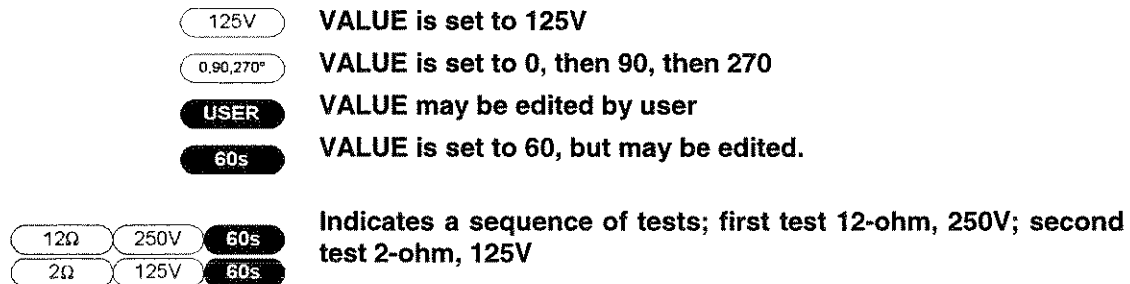 125V VALUE is set to 125V
0,90,270° VALUE is set to 0, then 90, then 270
USER VALUE may be edited by user
60s VALUE is set to 60, but may be edited.
12Ω 250V 60s Indicates a sequence of tests; first test 12-ohm, 250V; second
2Ω 125V 60s test 2-ohm, 125V